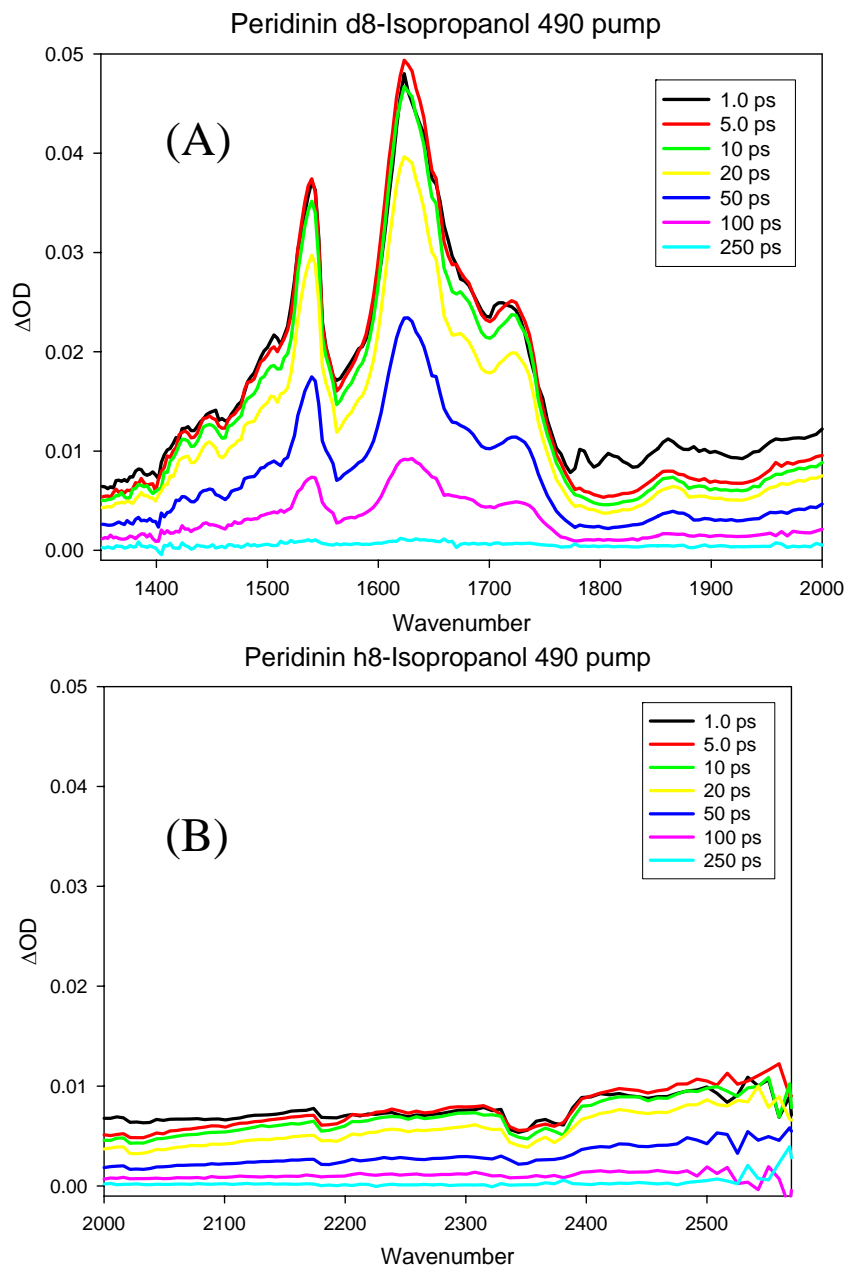 Peridinin d8-Isopropanol 490 pump
0.05
0.04
0.03
0.02
0.01
0.00
ΔOD
(A)
1.0 ps
5.0 ps
10 ps
20 ps
50 ps
100 ps
250 ps
1400 1500 1600 1700 1800 1900 2000
Wavenumber
Peridinin h8-Isopropanol 490 pump
0.05
0.04
0.03
0.02
0.01
0.00
ΔOD
(B)
1.0 ps
5.0 ps
10 ps
20 ps
50 ps
100 ps
250 ps
2000 2100 2200 2300 2400 2500
Wavenumber